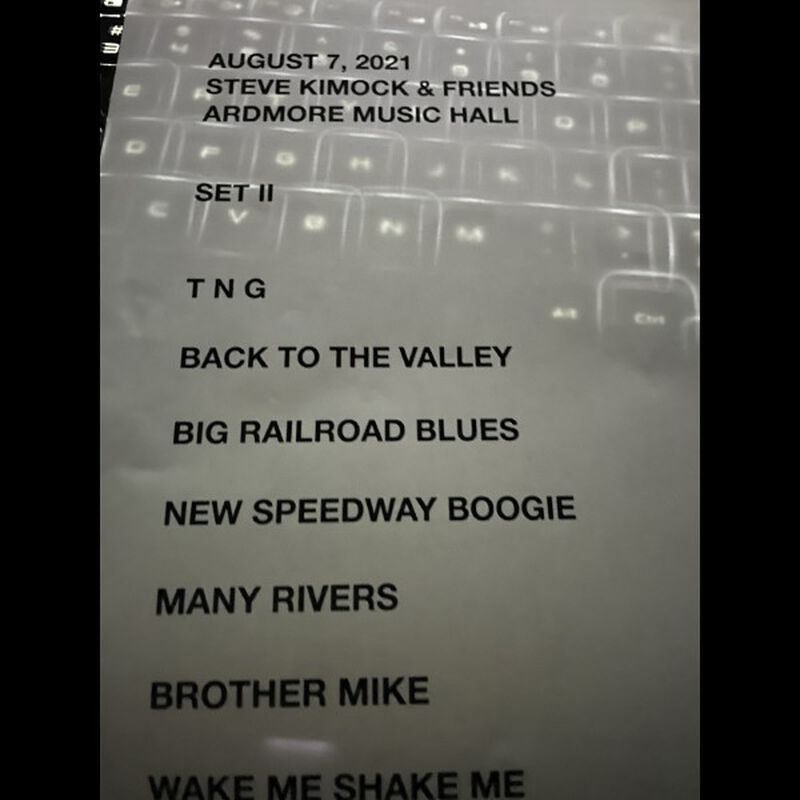 AUGUST 7, 2021
STEVE KIMOCK & FRIENDS
ARDMORE MUSIC HALL
SET II
T N G
BACK TO THE VALLEY
BIG RAILROAD BLUES
NEW SPEEDWAY BOOGIE
MANY RIVERS
BROTHER MIKE
WAKE ME SHAKE ME